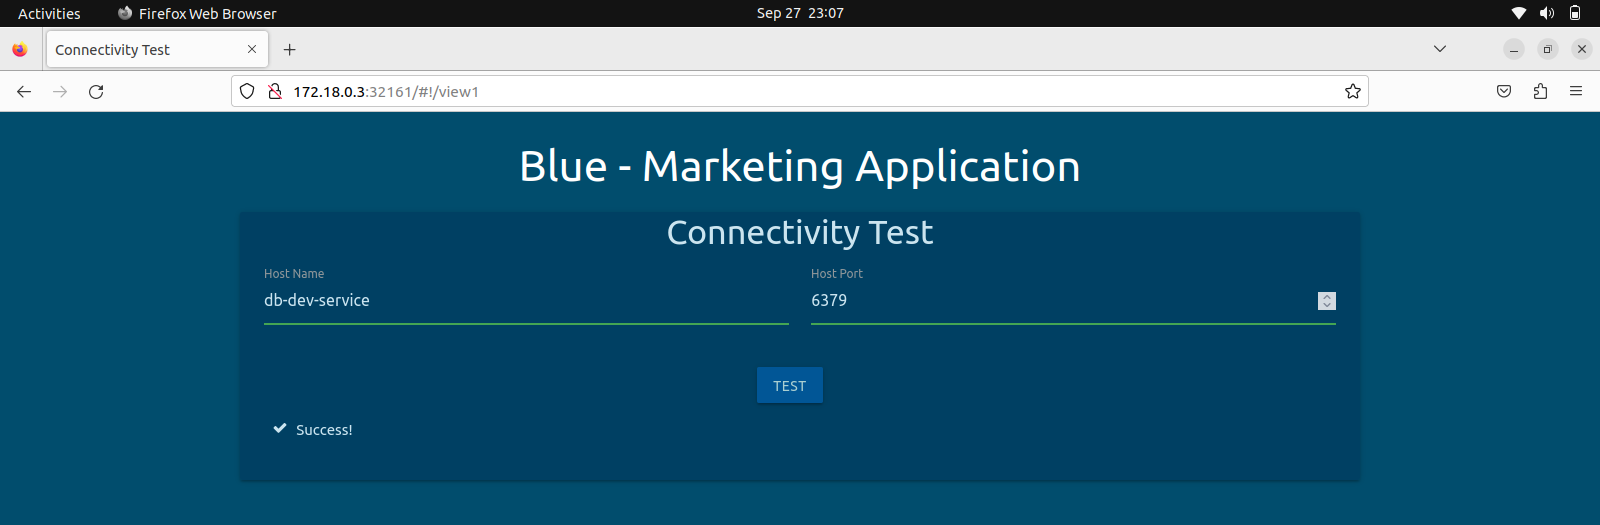 Activities Firefox Web Browser Sep 27 23:07
Connectivity Test
172.18.0.3:32161/#!/view1
Blue - Marketing Application
Connectivity Test
Host Name Host Port
db-dev-service 6379
TEST
Success!